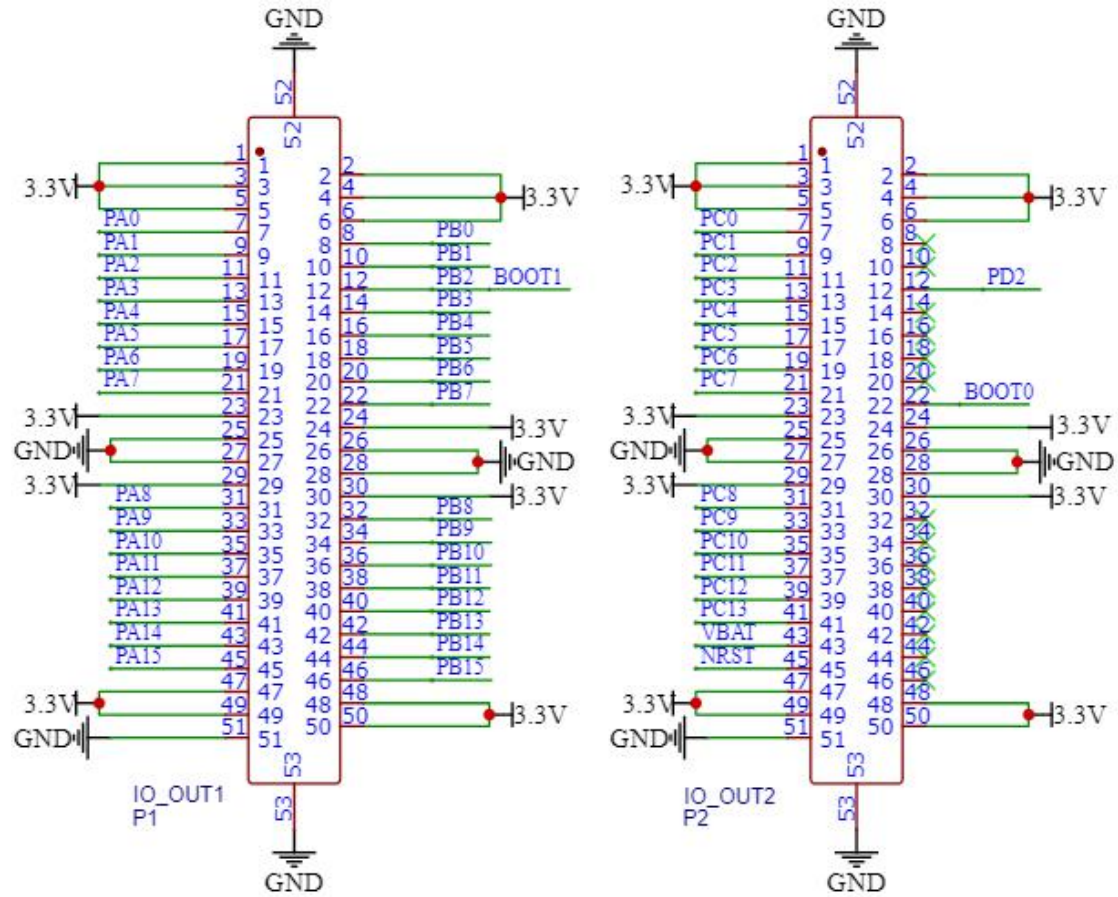 GND GND
52 52
52 52
1 1 2 1 1 2
3.3V 3 3 2 4 3.3V 3.3V 3 3 2 4 3.3V
5 5 4 6 5 5 4 6
PA0 7 7 6 8 PB0 PC0 7 7 6 8
PA1 9 9 8 10 PB1 PC1 9 9 8 10
PA2 11 11 10 12 PB2 BOOT1 PC2 11 11 10 12 PD2
PA3 13 13 12 14 PB3 PC3 13 13 12 14
PA4 15 15 14 16 PB4 PC4 15 15 14 16
PA5 17 17 16 18 PB5 PC5 17 17 16 18
PA6 19 19 18 20 PB6 PC6 19 19 18 20
PA7 21 21 20 22 PB7 PC7 21 21 20 22 BOOT0
3.3V 23 23 22 24 3.3V 3.3V 23 23 22 24 3.3V
GND 25 25 24 26 GND GND 25 25 24 26 GND
27 27 26 28 27 27 26 28
3.3V 29 29 28 30 3.3V 3.3V 29 29 28 30 3.3V
PA8 31 31 30 32 PB8 PC8 31 31 30 32
PA9 33 33 32 34 PB9 PC9 33 33 32 34
PA10 35 35 34 36 PB10 PC10 35 35 34 36
PA11 37 37 36 38 PB11 PC11 37 37 36 38
PA12 39 39 38 40 PB12 PC12 39 39 38 40
PA13 41 41 40 42 PB13 PC13 41 41 40 42
PA14 43 43 42 44 PB14 VBAT 43 43 42 44
PA15 45 45 44 46 PB15 NRST 45 45 44 46
47 47 46 48 47 47 46 48
3.3V 49 49 48 50 3.3V 3.3V 49 49 48 50 3.3V
GND 51 51 50 GND 51 51 50
53 53
IO_OUT1 IO_OUT2
P1 P2
53 53
GND GND